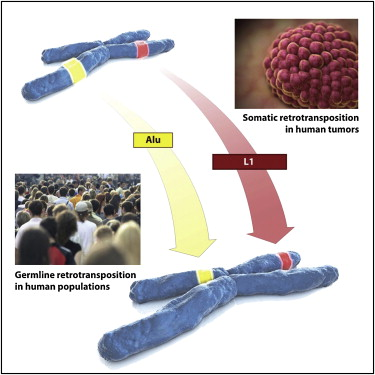 Somatic retrotransposition
in human tumors
Alu
L1
Germline retrotransposition
in human populations